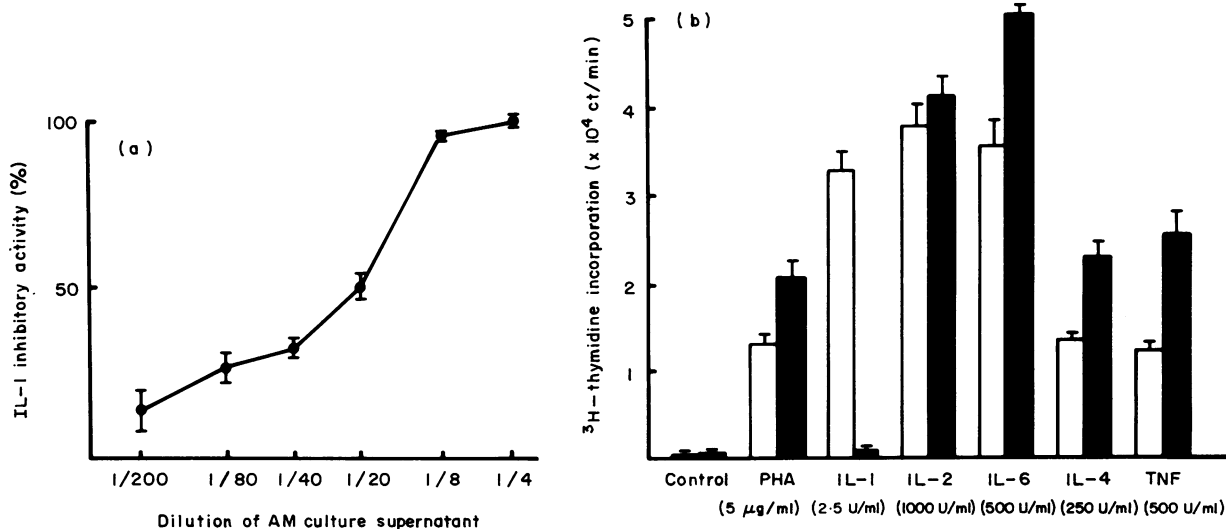 (a)
IL-1 inhibitory activity (%)
100
50
1/200 1/80 1/40 1/20 1/8 1/4
Dilution of AM culture supernatant
(b)
³H-thymidine incorporation (x 10⁴ ct/min)
5
4
3
2
1
Control PHA IL-1 IL-2 IL-6 IL-4 TNF
(5 μg/ml) (2·5 U/ml) (1000 U/ml) (500 U/ml) (250 U/ml) (500 U/ml)